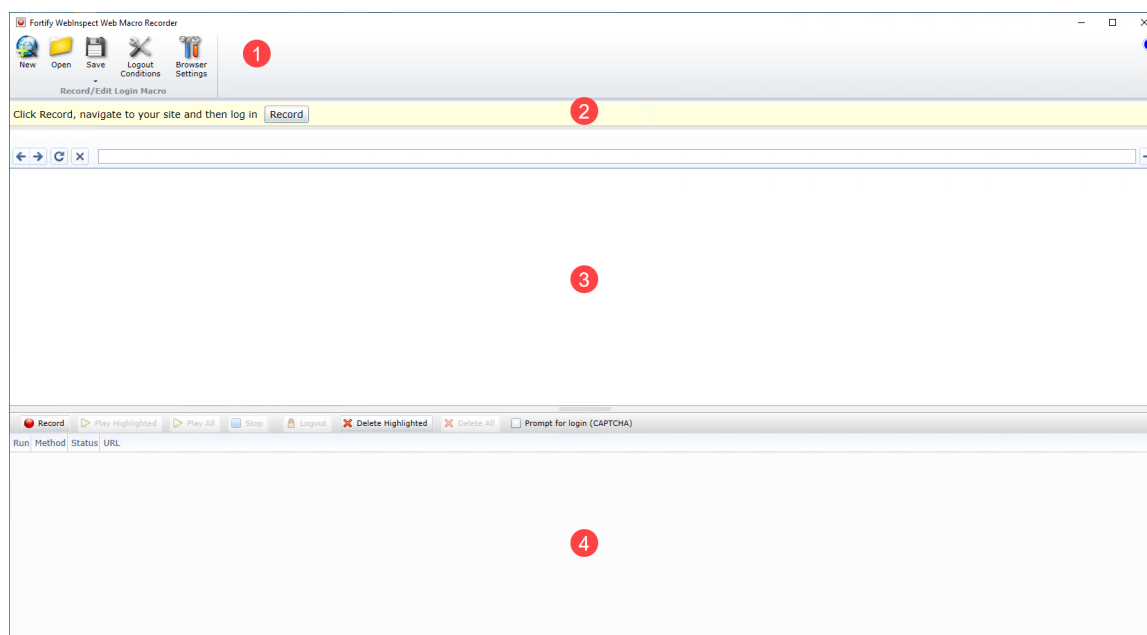 Fortify WebInspect Web Macro Recorder
New Open Save Logout Conditions Browser Settings
1
Record/Edit Login Macro
Click Record, navigate to your site and then log in Record
2
3
Record Play Highlighted Play All Stop Logout Delete Highlighted Delete All Prompt for login (CAPTCHA)
Run Method Status URL
4